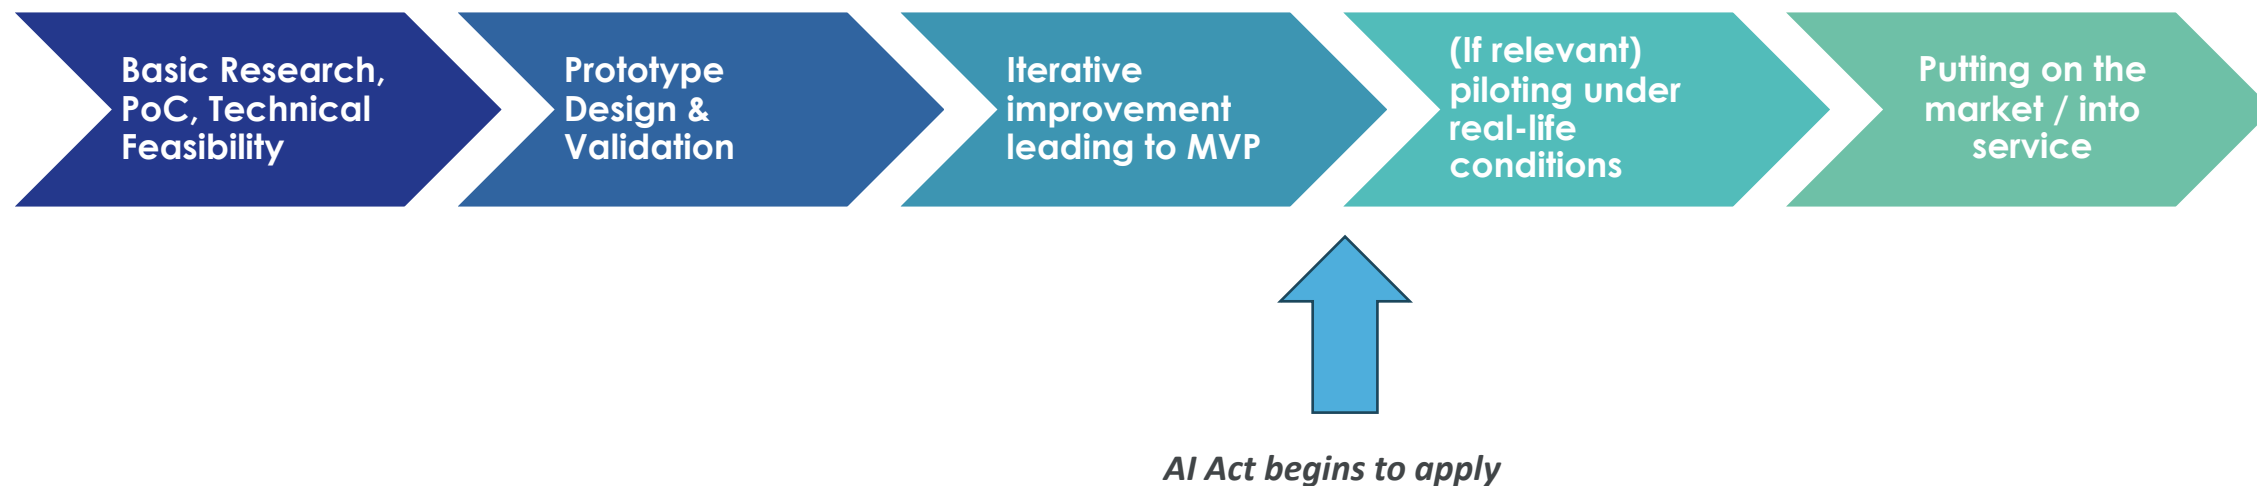 Basic Research,
PoC, Technical
Feasibility
Prototype
Design &
Validation
Iterative
improvement
leading to MVP
(If relevant)
piloting under
real-life
conditions
Putting on the
market / into
service
AI Act begins to apply